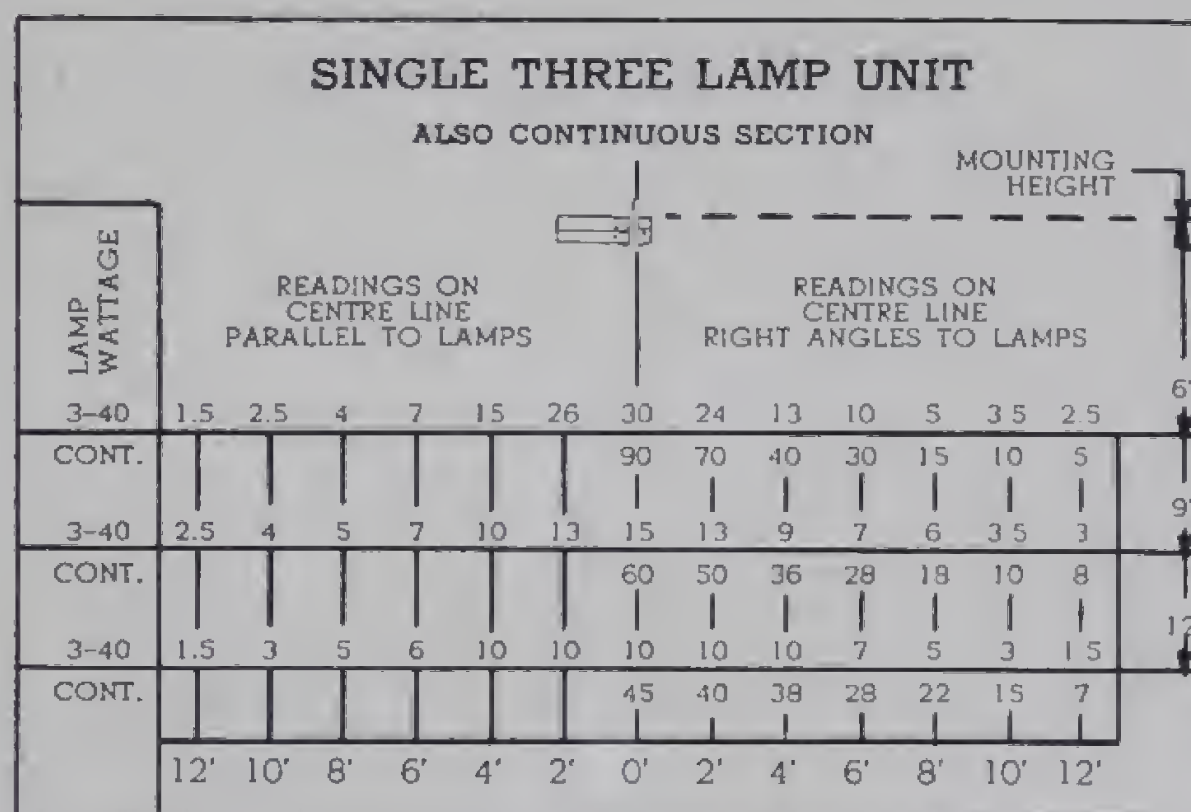 SINGLE THREE LAMP UNIT
ALSO CONTINUOUS SECTION
MOUNTING
HEIGHT
LAMP
WATTAGE
READINGS ON
CENTRE LINE
PARALLEL TO LAMPS
READINGS ON
CENTRE LINE
RIGHT ANGLES TO LAMPS
6'
3-40 1.5 2.5 4 7 15 26 30 24 13 10 5 3 5 2.5
CONT. 90 70 40 30 15 10 5
9'
3-40 2.5 4 5 7 10 13 15 13 9 7 6 3 5 3
CONT. 60 50 36 28 18 10 8
12
3-40 1.5 3 5 6 10 10 10 10 10 7 5 3 1 5
CONT. 45 40 38 28 22 15 7
12' 10' 8' 6' 4' 2' 0' 2' 4' 6' 8' 10' 12'